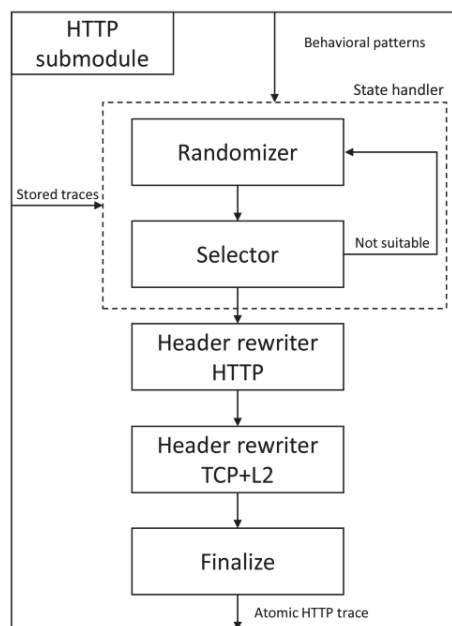 HTTP
submodule
Behavioral patterns
State handler
Randomizer
Stored traces
Not suitable
Selector
Header rewriter
HTTP
Header rewriter
TCP+L2
Finalize
Atomic HTTP trace